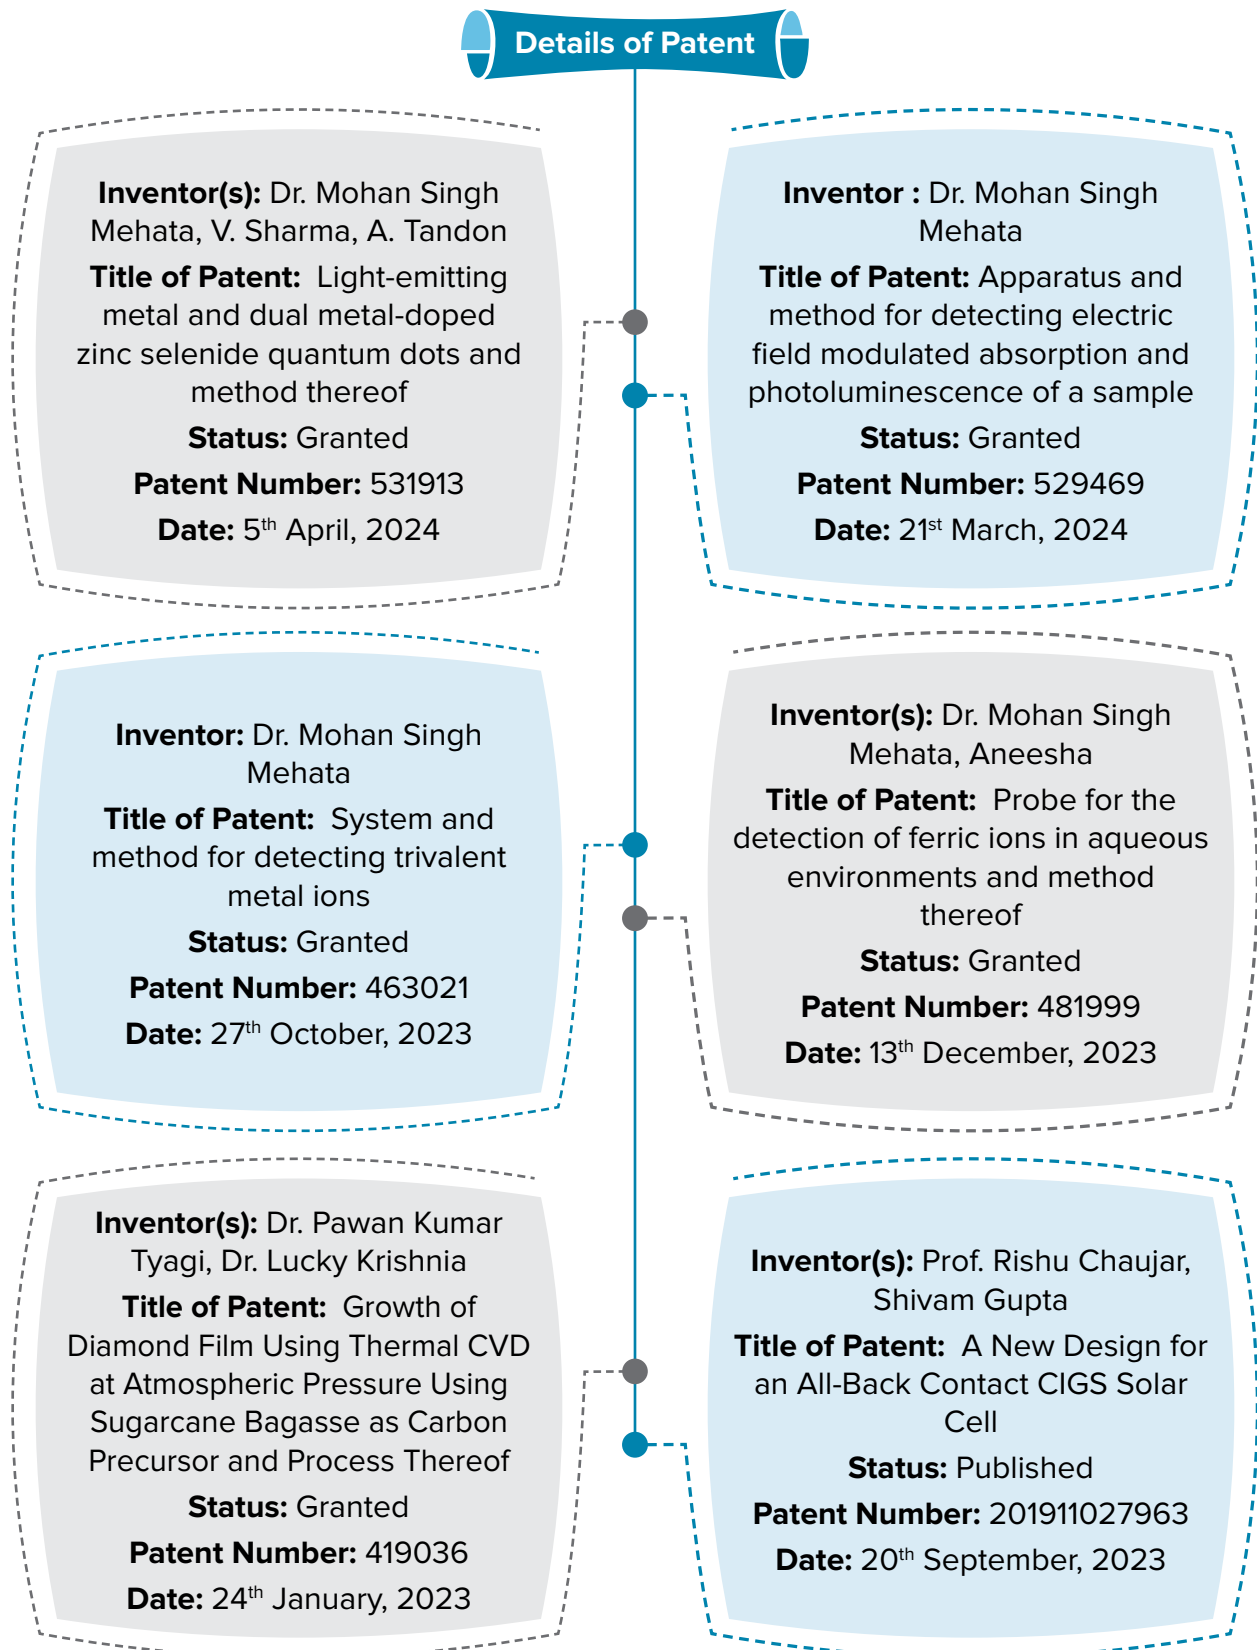 Details of Patent
Inventor(s): Dr. Mohan Singh
Mehata, V. Sharma, A. Tandon
Title of Patent: Light-emitting
metal and dual metal-doped
zinc selenide quantum dots and
method thereof
Status: Granted
Patent Number: 531913
Date: 5th April, 2024
Inventor : Dr. Mohan Singh
Mehata
Title of Patent: Apparatus and
method for detecting electric
field modulated absorption and
photoluminescence of a sample
Status: Granted
Patent Number: 529469
Date: 21st March, 2024
Inventor: Dr. Mohan Singh
Mehata
Title of Patent: System and
method for detecting trivalent
metal ions
Status: Granted
Patent Number: 463021
Date: 27th October, 2023
Inventor(s): Dr. Mohan Singh
Mehata, Aneesha
Title of Patent: Probe for the
detection of ferric ions in aqueous
environments and method
thereof
Status: Granted
Patent Number: 481999
Date: 13th December, 2023
Inventor(s): Dr. Pawan Kumar
Tyagi, Dr. Lucky Krishnia
Title of Patent: Growth of
Diamond Film Using Thermal CVD
at Atmospheric Pressure Using
Sugarcane Bagasse as Carbon
Precursor and Process Thereof
Status: Granted
Patent Number: 419036
Date: 24th January, 2023
Inventor(s): Prof. Rishu Chaujar,
Shivam Gupta
Title of Patent: A New Design for
an All-Back Contact CIGS Solar
Cell
Status: Published
Patent Number: 201911027963
Date: 20th September, 2023